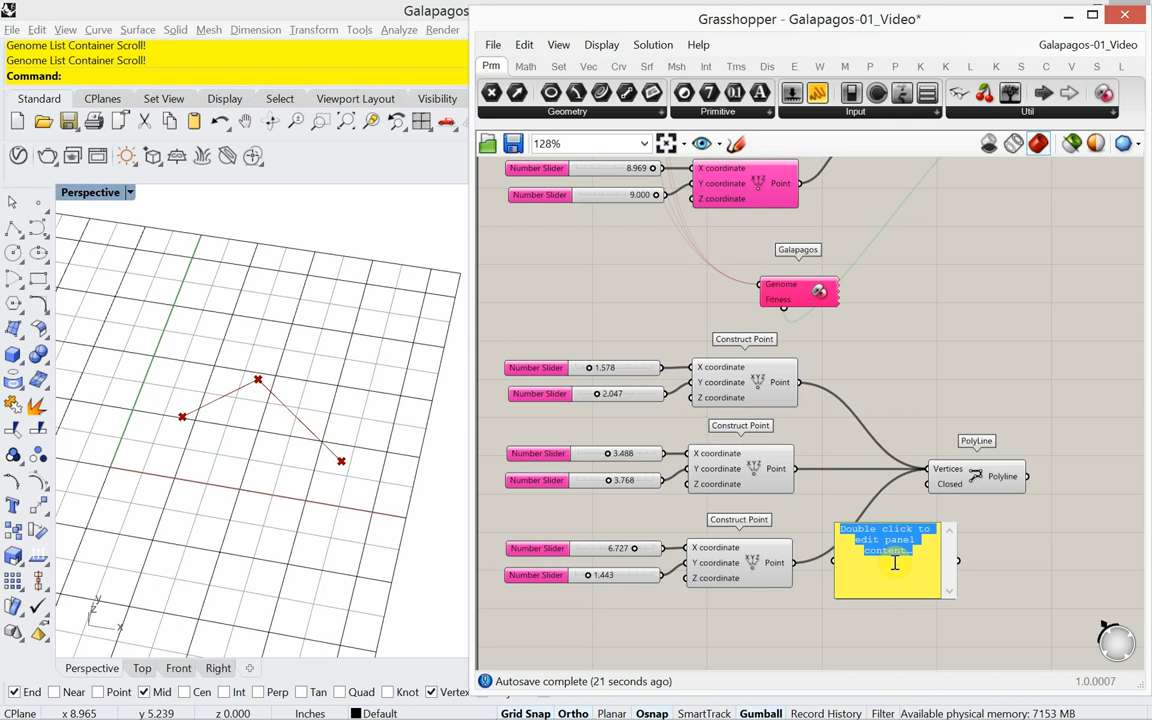 Galapagos
Grasshopper - Galapagos-01_Video*
File Edit View Curve Surface Solid Mesh Dimension Transform Tools Analyze Render
File Edit View Display Solution Help
Galapagos-01_Video
Genome List Container Scroll!
Genome List Container Scroll!
Command:
Prm Math Set Vec Crv Srf Msh Int Trns Dis E W M P M H K K S C V S L
Standard CPlanes Set View Display Select Viewport Layout Visibility
Geometry Primitive Input Util
128%
Perspective
Number Slider 8.969
Number Slider 9.000
X coordinate
Y coordinate
Z coordinate
Point
Galapagos
Genome
Fitness
Construct Point
Number Slider 1.578
Number Slider 2.047
X coordinate
Y coordinate
Z coordinate
Point
Construct Point
Number Slider 3.488
Number Slider 3.768
X coordinate
Y coordinate
Z coordinate
Point
PolyLine
Vertices
Closed
Polyline
Construct Point
Number Slider 6.727
Number Slider 1.443
X coordinate
Y coordinate
Z coordinate
Point
Double click to
edit panel
content…
z y x
Perspective Top Front Right
Autosave complete (21 seconds ago)
1.0.0007
End Near Point Mid Cen Int Perp Tan Quad Knot Vertex
CPlane x 8.965 y 5.239 z 0.000 Inches Default Grid Snap Ortho Planar Osnap SmartTrack Gumball Record History Filter Available physical memory: 7153 MB